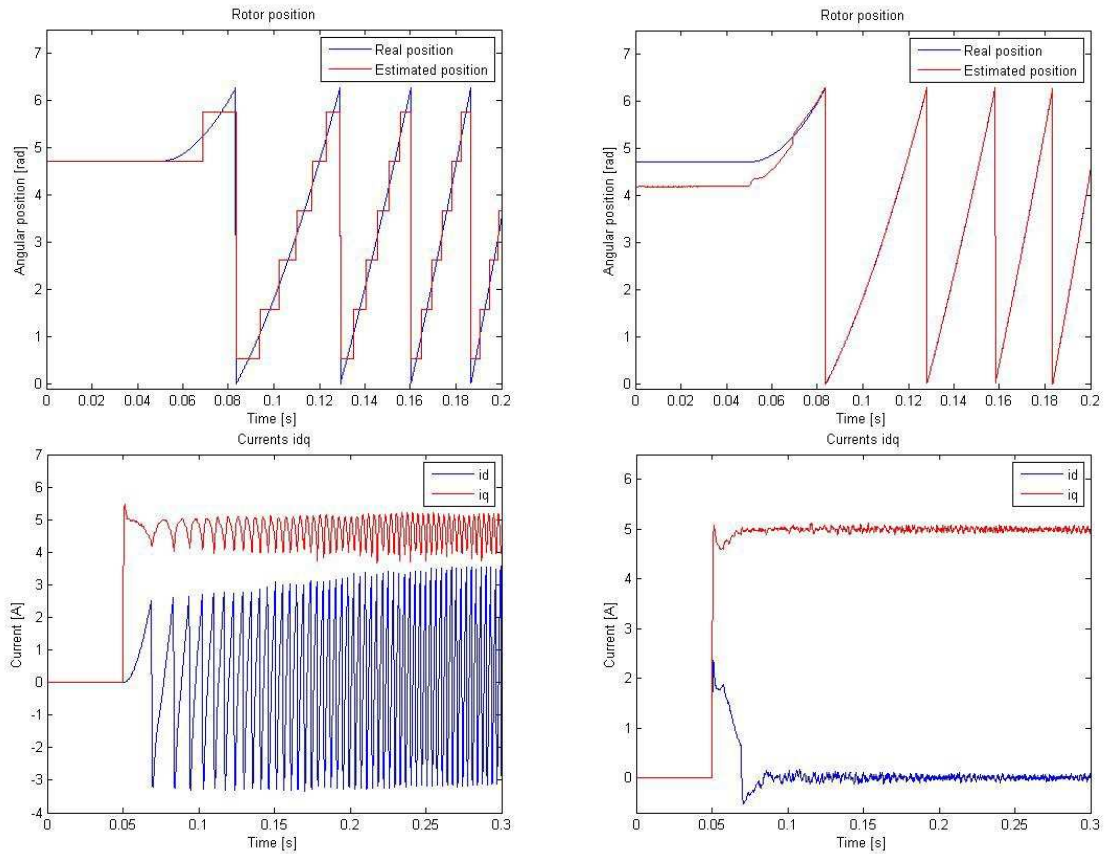 Rotor position
Real position
Estimated position
Angular position [rad]
7
6
5
4
3
2
1
0
0 0.02 0.04 0.06 0.08 0.1 0.12 0.14 0.16 0.18 0.2
Time [s]
Rotor position
Real position
Estimated position
Angular position [rad]
7
6
5
4
3
2
1
0
0 0.02 0.04 0.06 0.08 0.1 0.12 0.14 0.16 0.18 0.2
Time [s]
Currents idq
id
iq
Current [A]
7
6
5
4
3
2
1
0
-1
-2
-3
-4
0 0.05 0.1 0.15 0.2 0.25 0.3
Time [s]
Currents idq
id
iq
Current [A]
6
5
4
3
2
1
0
0 0.05 0.1 0.15 0.2 0.25 0.3
Time [s]